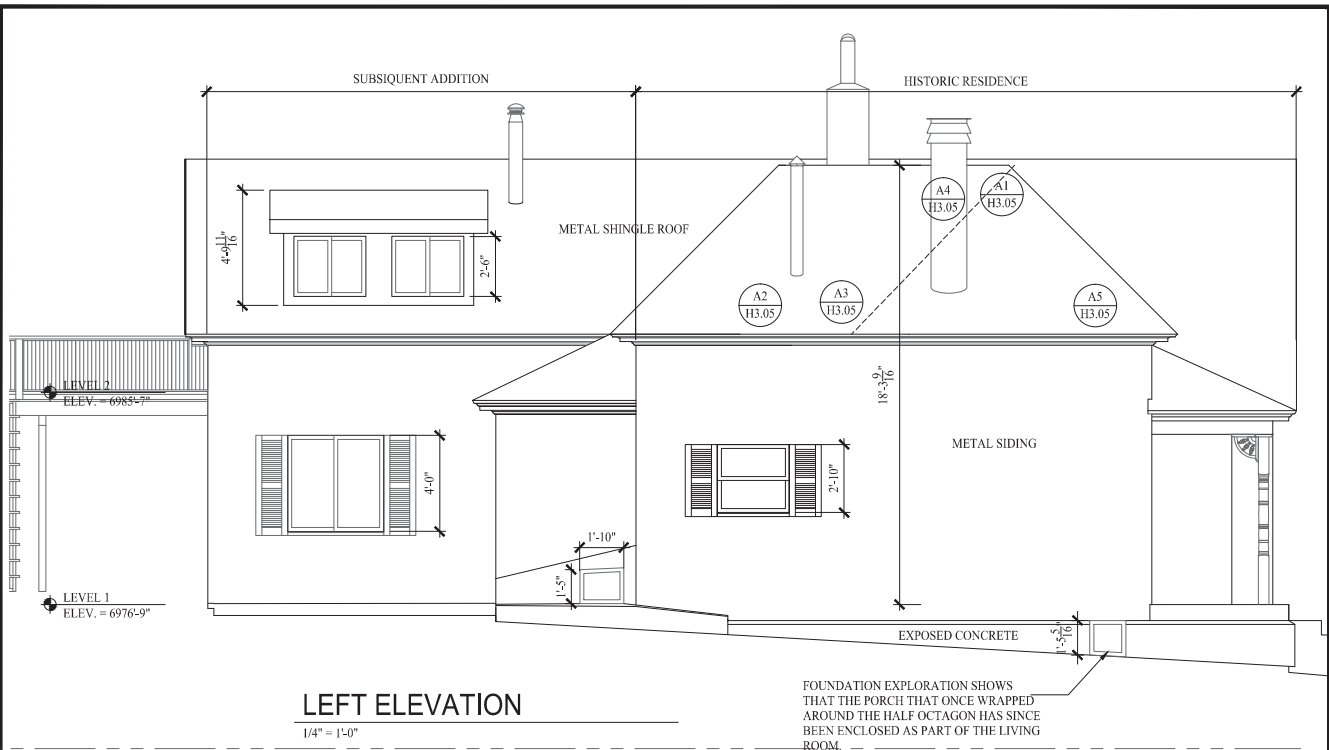 SUBSIQUENT ADDITION
HISTORIC RESIDENCE
A4
H3.05
A1
H3.05
4'-9 11/16"
METAL SHINGLE ROOF
2'-6"
A2
H3.05
A3
H3.05
A5
H3.05
LEVEL 2
ELEV. = 6985'-7"
18'-3 9/16"
METAL SIDING
4'-0"
2'-10"
1'-10"
1'-5"
LEVEL 1
ELEV. = 6976'-9"
EXPOSED CONCRETE
1'-5 5/16"
LEFT ELEVATION
1/4" = 1'-0"
FOUNDATION EXPLORATION SHOWS
THAT THE PORCH THAT ONCE WRAPPED
AROUND THE HALF OCTAGON HAS SINCE
BEEN ENCLOSED AS PART OF THE LIVING
ROOM.